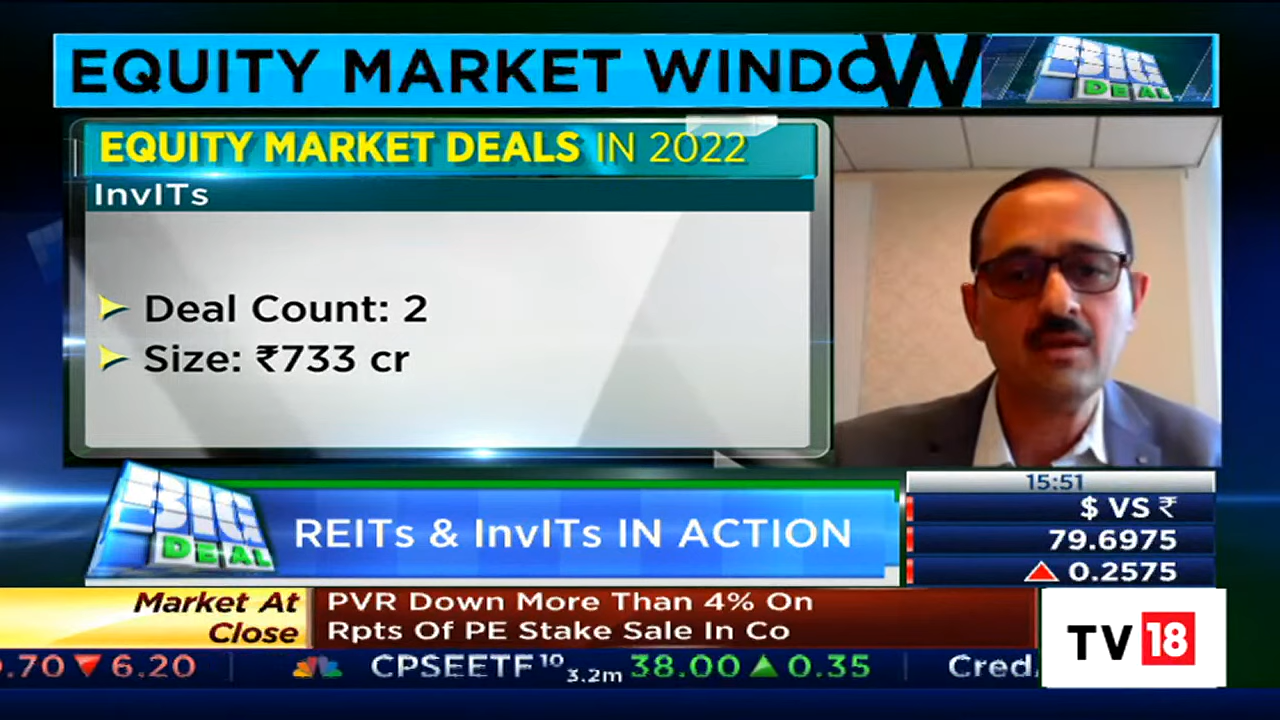 EQUITY MARKET WINDOW
BIG
DEAL
EQUITY MARKET DEALS IN 2022
InvITs
Deal Count: 2
Size: ₹733 cr
BIG
DEAL
REITs & InvITs IN ACTION
15:51
$ VS ₹
79.6975
0.2575
Market At
Close
PVR Down More Than 4% On
Rpts Of PE Stake Sale In Co
.70 6.20 CPSEETF10 3.2m 38.00 0.35 Cred
TV18